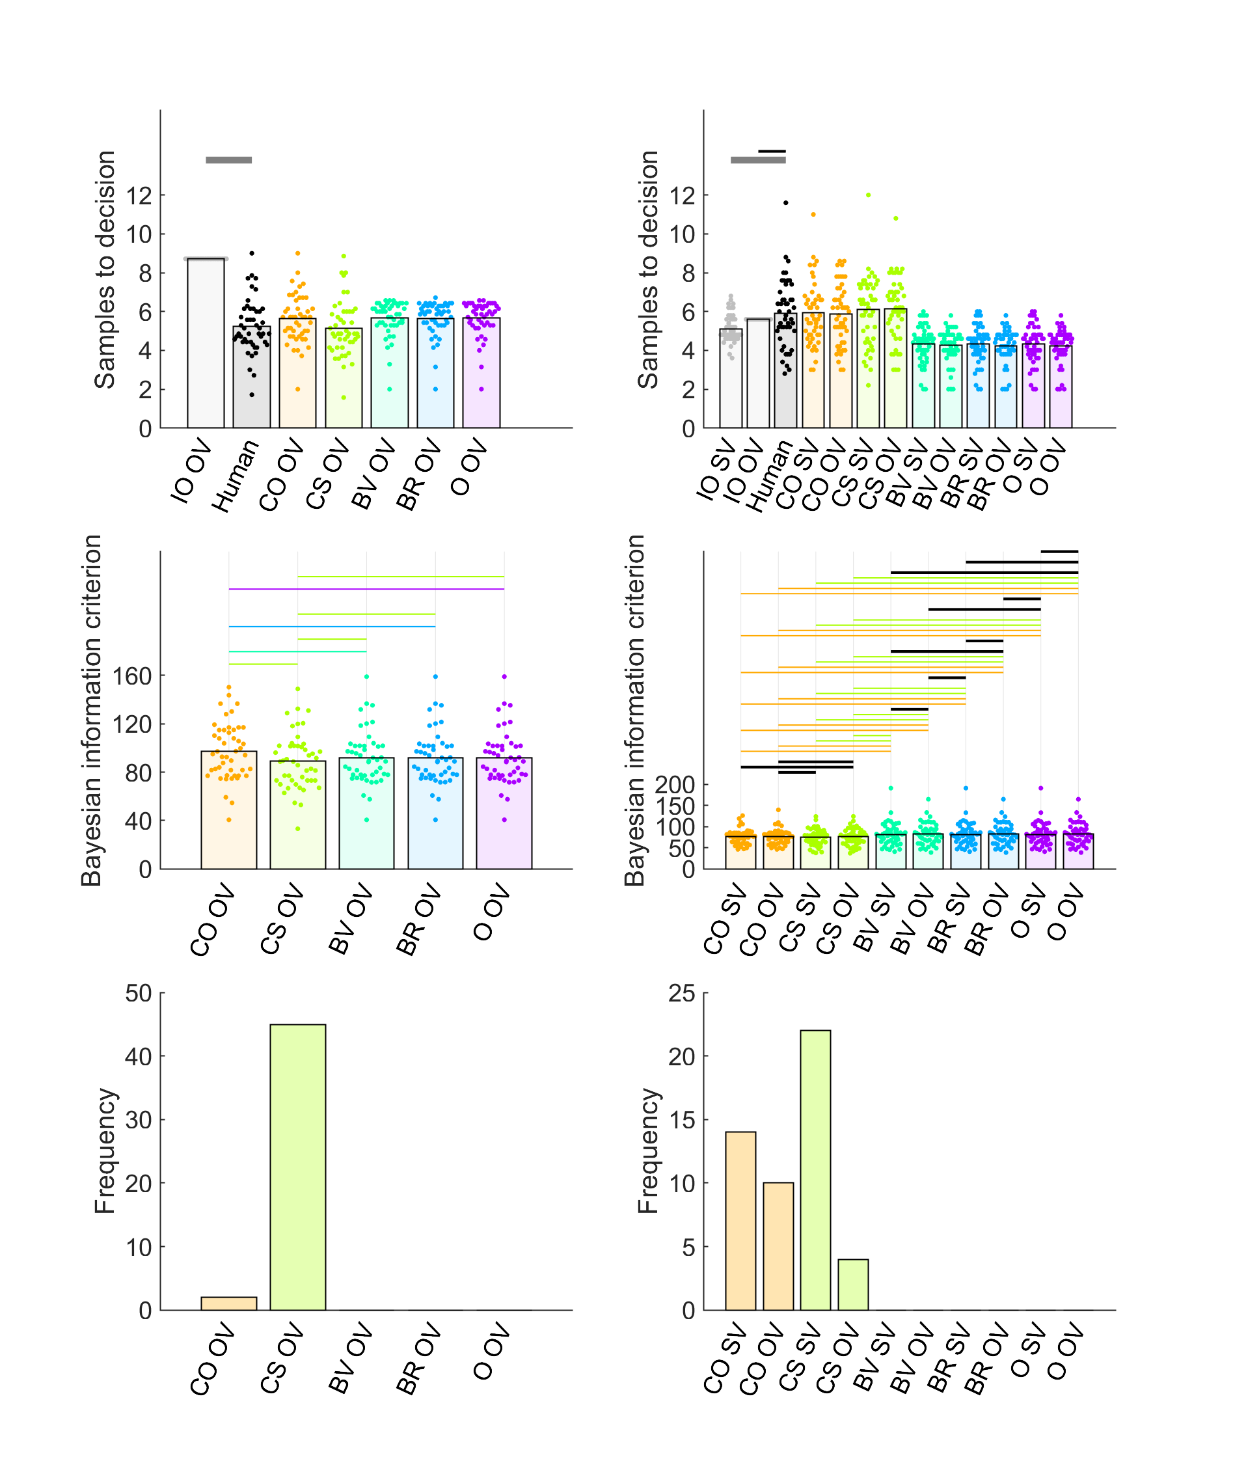 Samples to decision
12
10
8
6
4
2
0
IO OV
Human
CO OV
CS OV
BV OV
BR OV
O OV
Samples to decision
12
10
8
6
4
2
0
IO SV
IO OV
Human
CO SV
CO OV
CS SV
CS OV
BV SV
BV OV
BR SV
BR OV
O SV
O OV
Bayesian information criterion
160
120
80
40
0
CO OV
CS OV
BV OV
BR OV
O OV
Bayesian information criterion
200
150
100
50
0
CO SV
CO OV
CS SV
CS OV
BV SV
BV OV
BR SV
BR OV
O SV
O OV
Frequency
50
40
30
20
10
0
CO OV
CS OV
BV OV
BR OV
O OV
Frequency
25
20
15
10
5
0
CO SV
CO OV
CS SV
CS OV
BV SV
BV OV
BR SV
BR OV
O SV
O OV